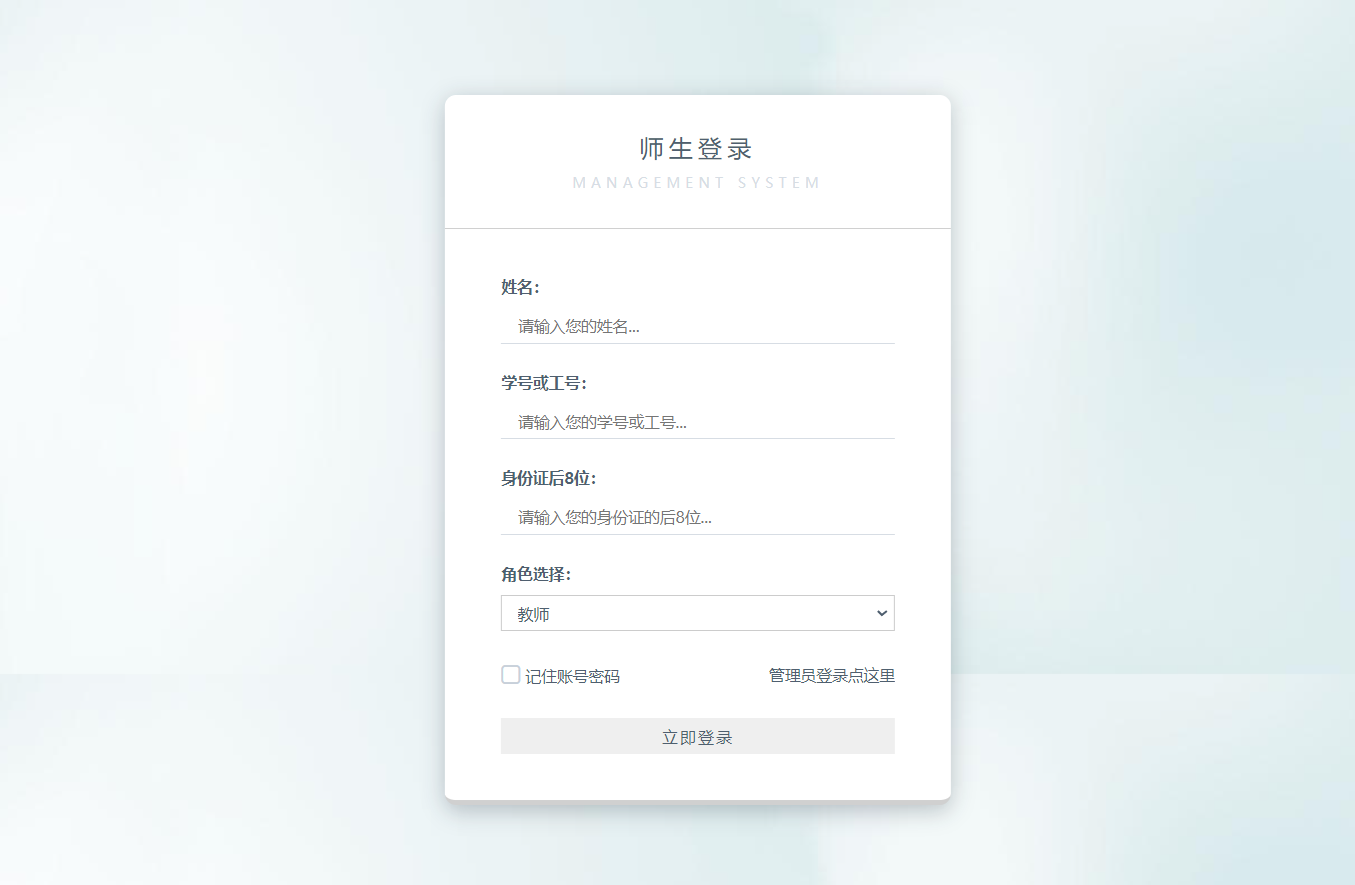 师生登录
MANAGEMENT SYSTEM
姓名：
请输入您的姓名...
学号或工号：
请输入您的学号或工号...
身份证后8位：
请输入您的身份证的后8位...
角色选择：
教师
记住账号密码 管理员登录点这里
立即登录